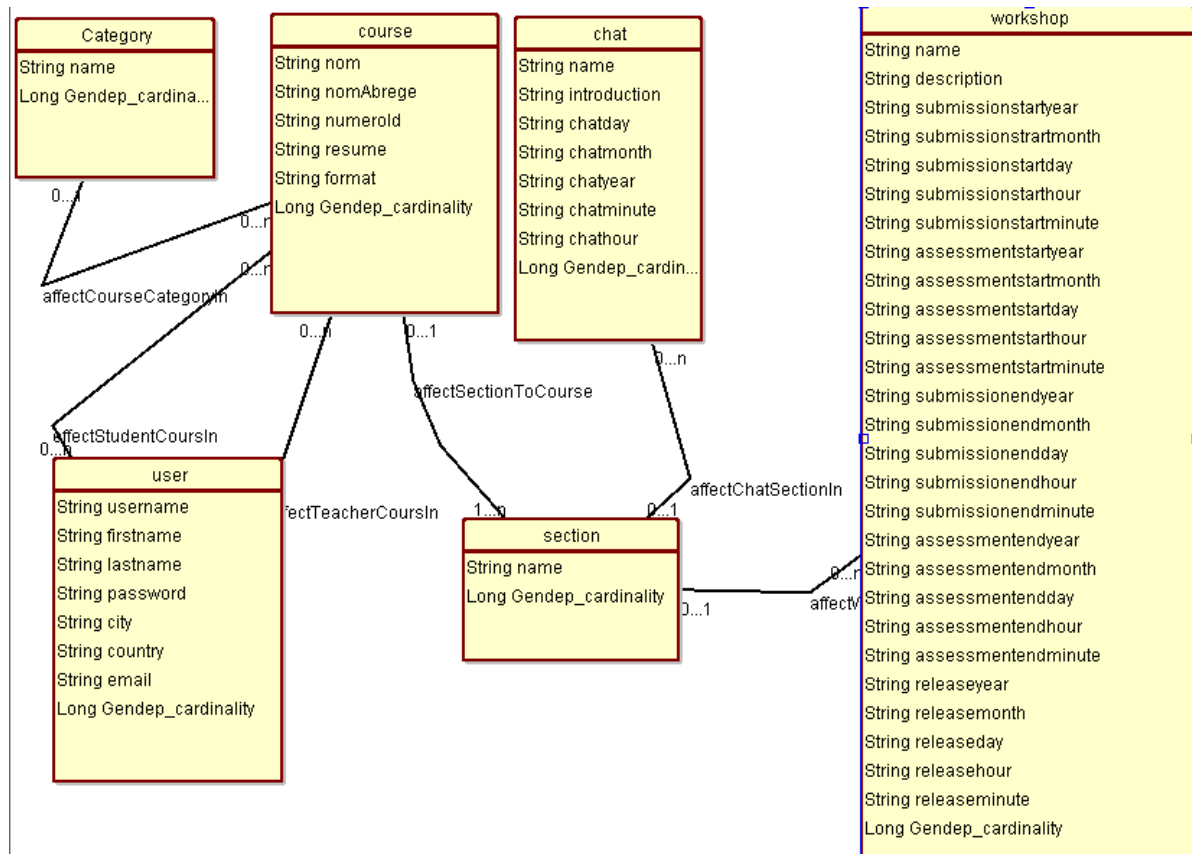 Category
String name
Long Gendep_cardina...
course
String nom
String nomAbrege
String numeroId
String resume
String format
Long Gendep_cardinality
chat
String name
String introduction
String chatday
String chatmonth
String chatyear
String chatminute
String chathour
Long Gendep_cardin...
workshop
String name
String description
String submissionstartyear
String submissionstrartmonth
String submissionstartday
String submissionstarthour
String submissionstartminute
String assessmentstartyear
String assessmentstartmonth
String assessmentstartday
String assessmentstarthour
String assessmentstartminute
String submissionendyear
String submissionendmonth
String submissionendday
String submissionendhour
String submissionendminute
String assessmentendyear
String assessmentendmonth
String assessmentendday
String assessmentendhour
String assessmentendminute
String releaseyear
String releasemonth
String releaseday
String releasehour
String releaseminute
Long Gendep_cardinality
0...1
0...n
0...n
affectCourseCategoryIn
0...n
0...1
affectSectionToCourse
0...n
effectStudentCoursIn
0...n
user
String username
String firstname
String lastname
String password
String city
String country
String email
Long Gendep_cardinality
fectTeacherCoursIn
affectChatSectionIn
1...n
0...1
section
String name
Long Gendep_cardinality
0...1
0...n
affectV